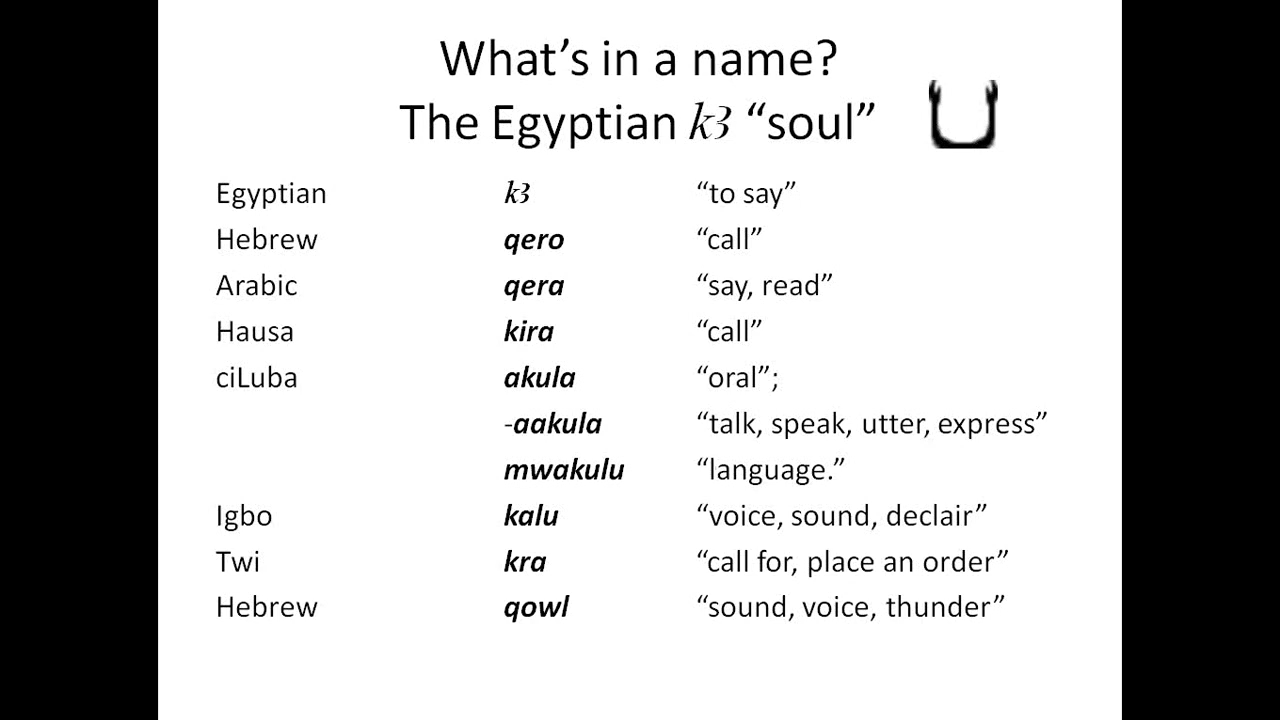 What’s in a name?
The Egyptian kꜣ “soul”
Egyptian kꜣ “to say”
Hebrew qero “call”
Arabic qera “say, read”
Hausa kira “call”
ciLuba akula “oral”;
-aakula “talk, speak, utter, express”
mwakulu “language.”
Igbo kalu “voice, sound, declair”
Twi kra “call for, place an order”
Hebrew qowl “sound, voice, thunder”